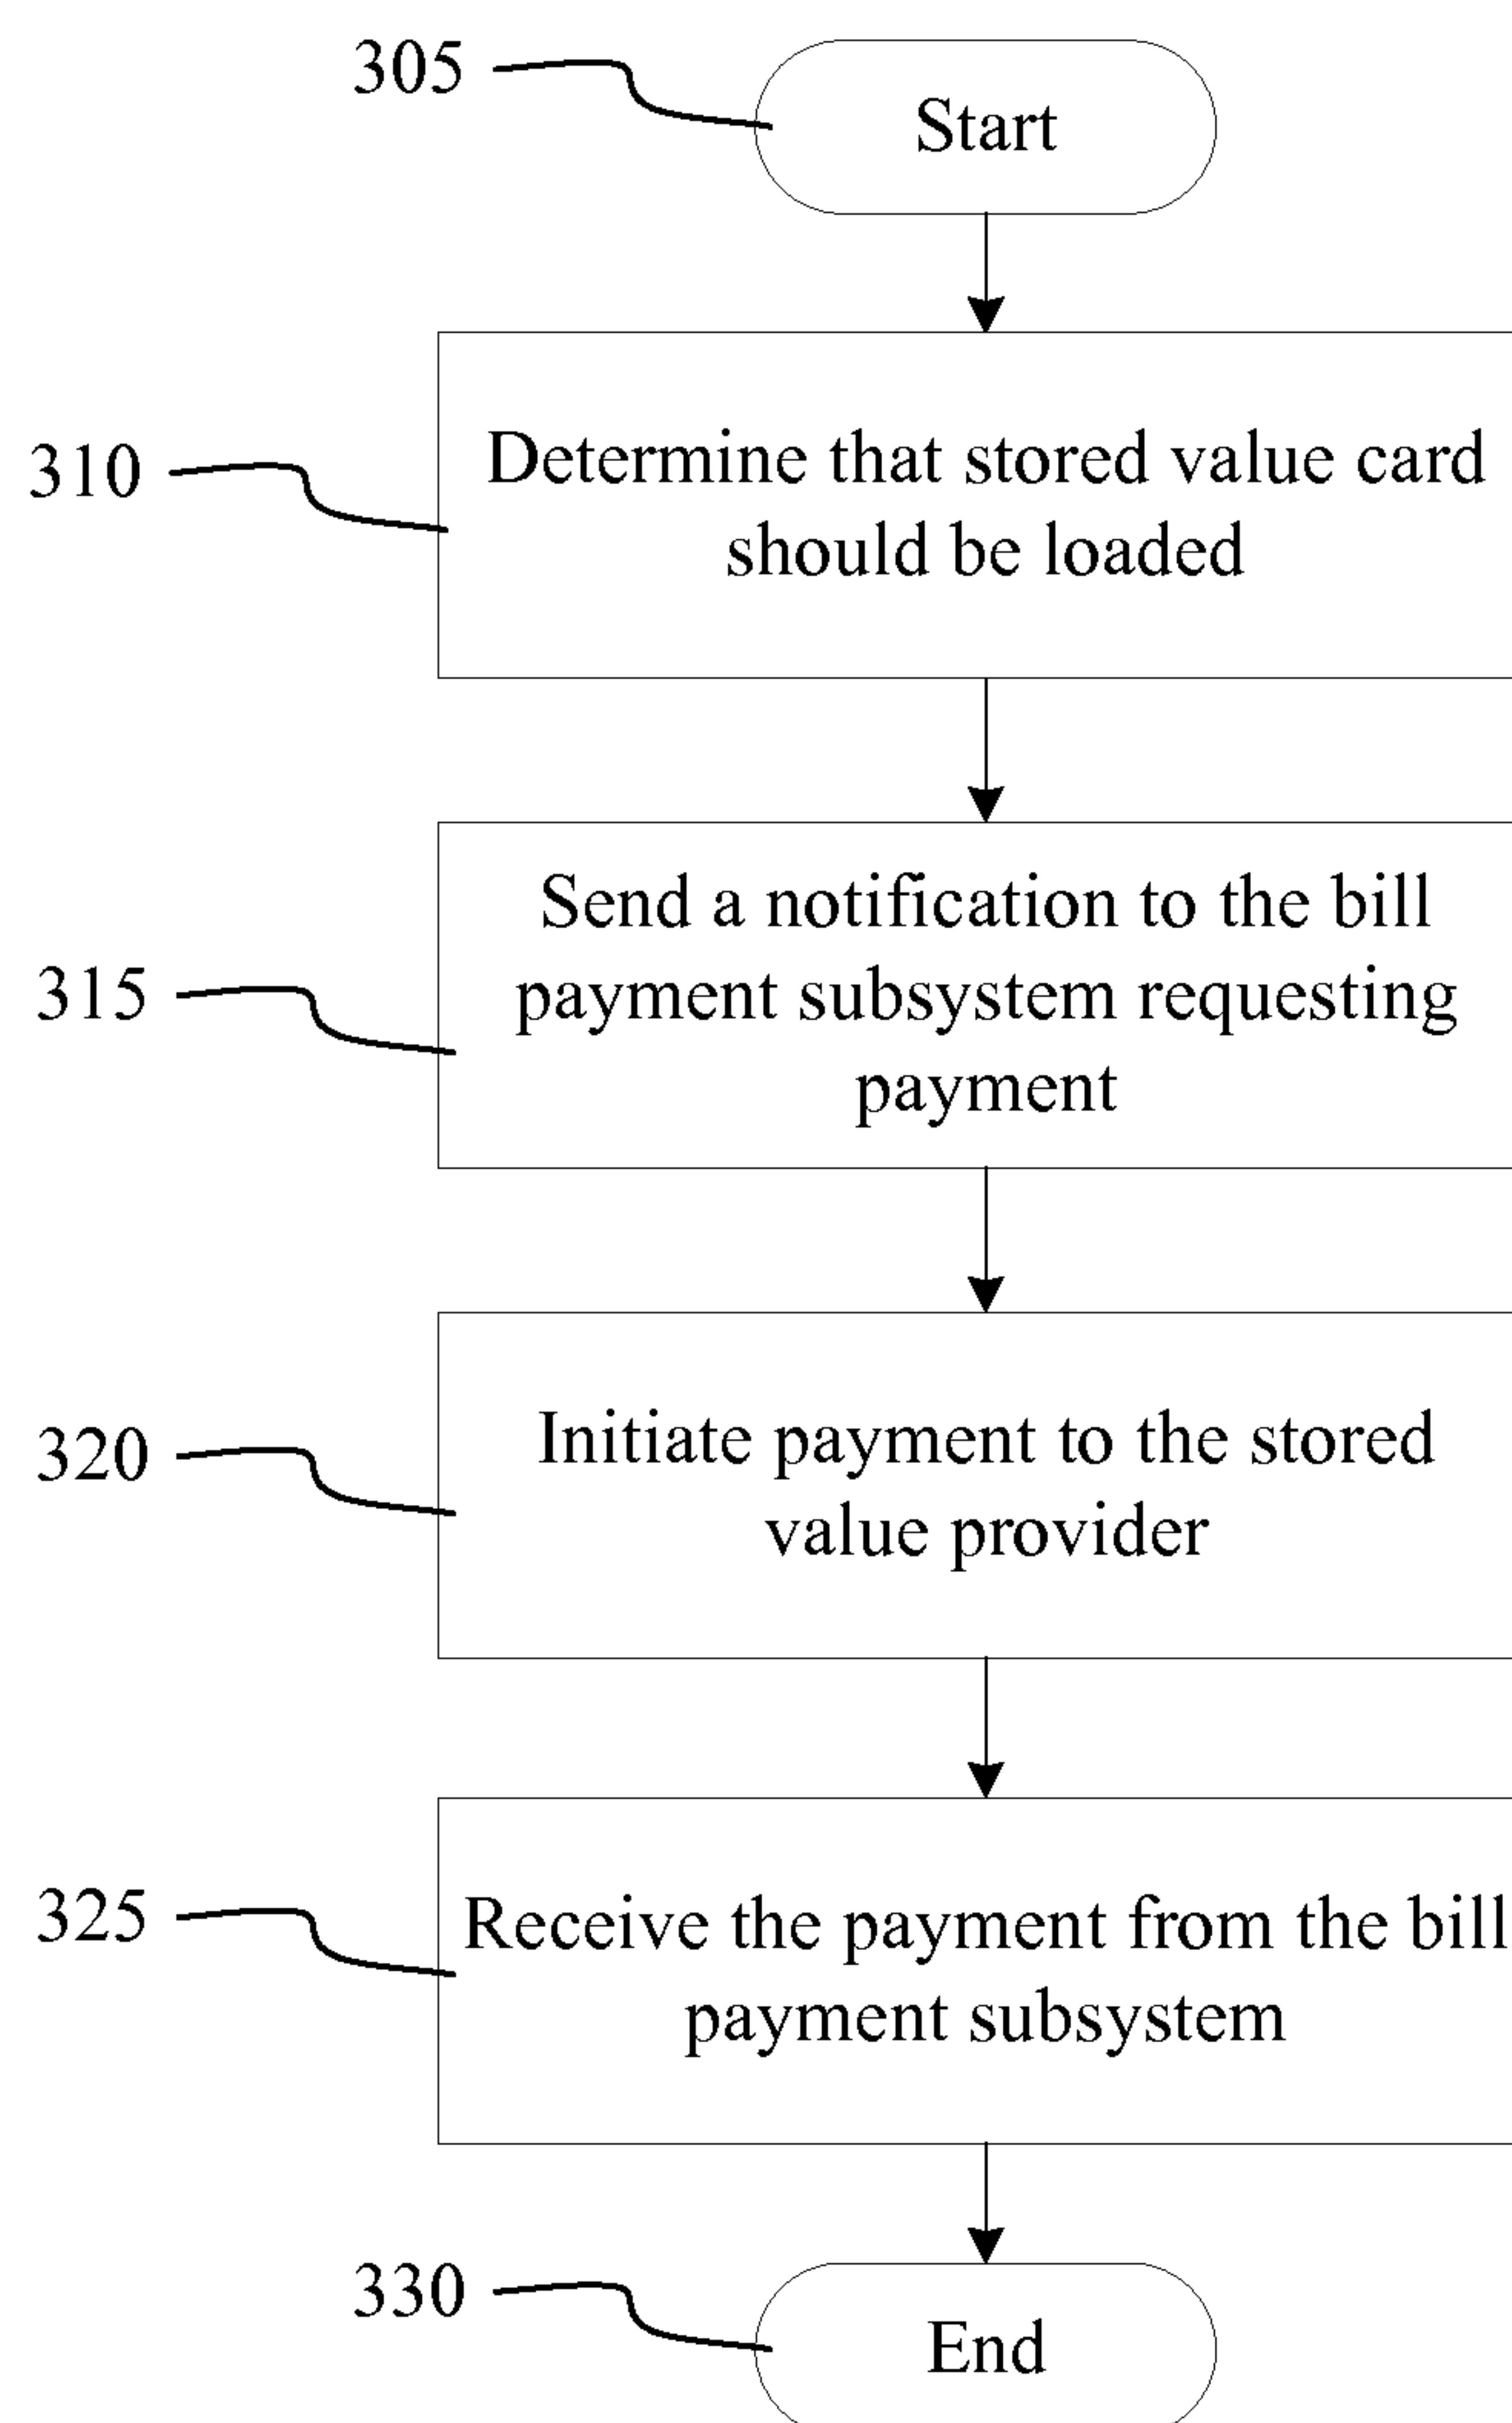 305
Start
310
Determine that stored value card
should be loaded
315
Send a notification to the bill
payment subsystem requesting
payment
320
Initiate payment to the stored
value provider
325
Receive the payment from the bill
payment subsystem
330
End